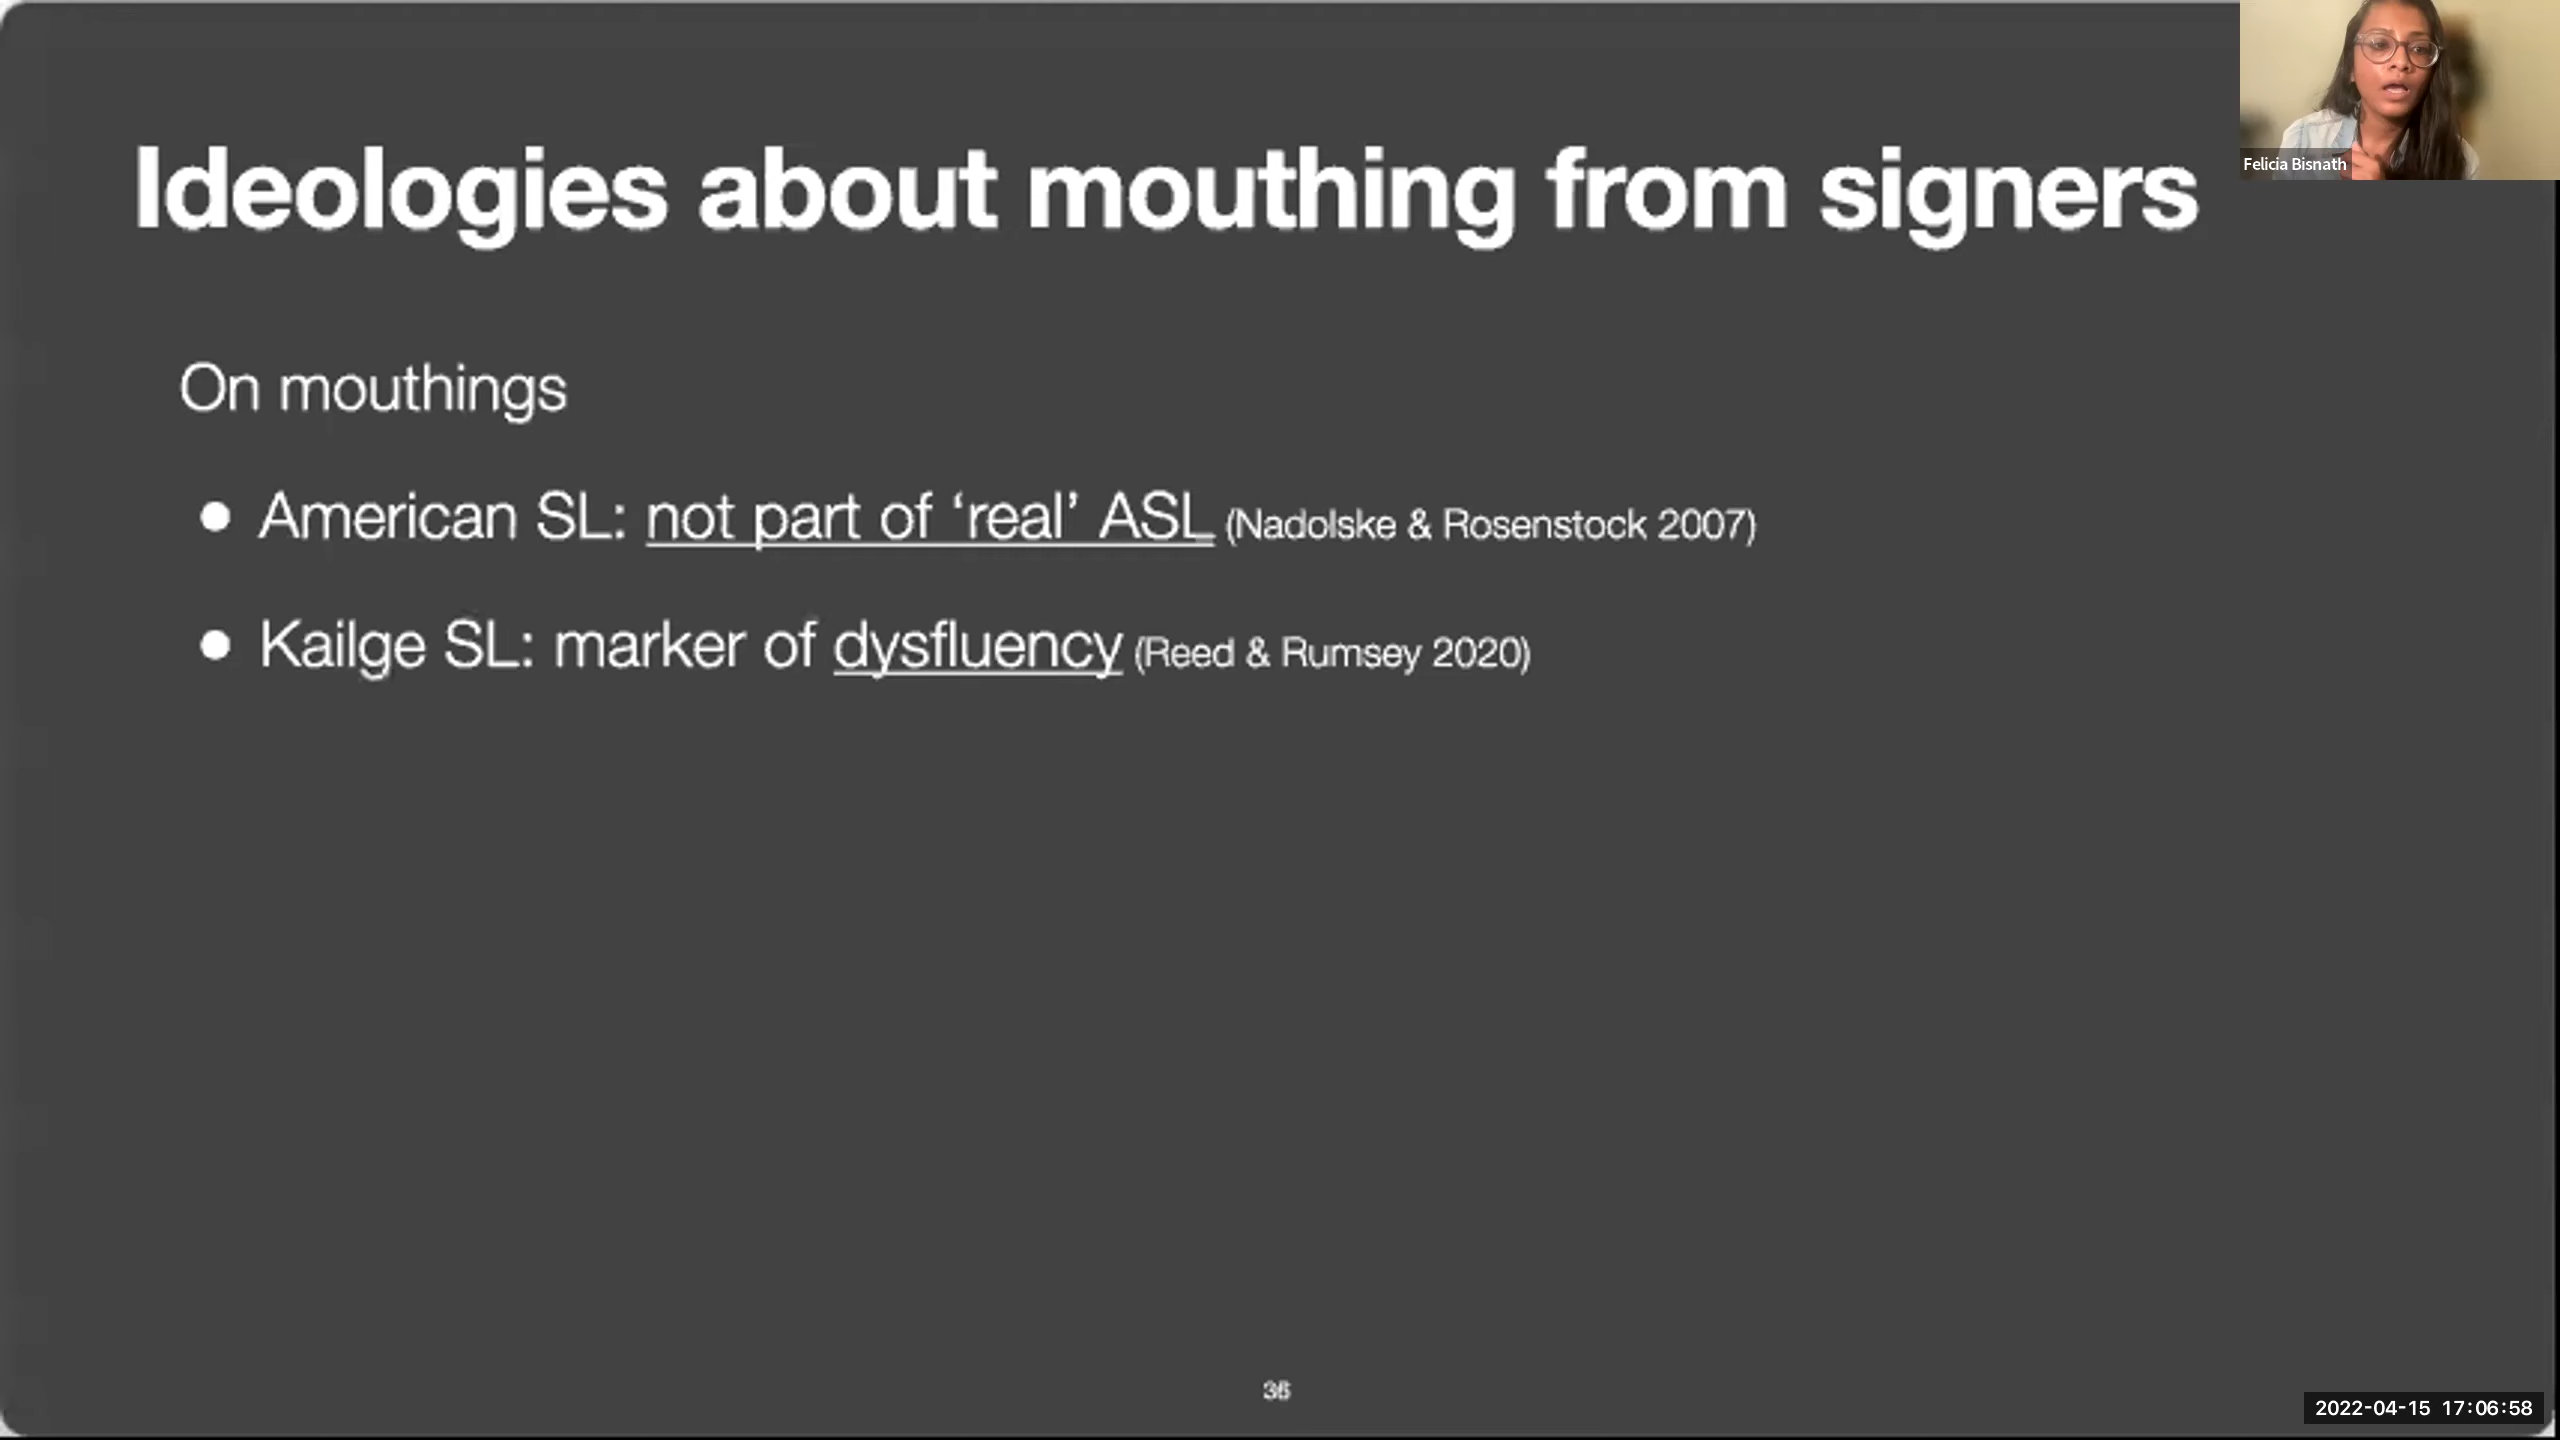 Ideologies about mouthing from signers
Felicia Bisnath
On mouthings
● American SL: not part of ‘real’ ASL (Nadolske & Rosenstock 2007)
● Kailge SL: marker of dysfluency (Reed & Rumsey 2020)
2022-04-15 17:06:58